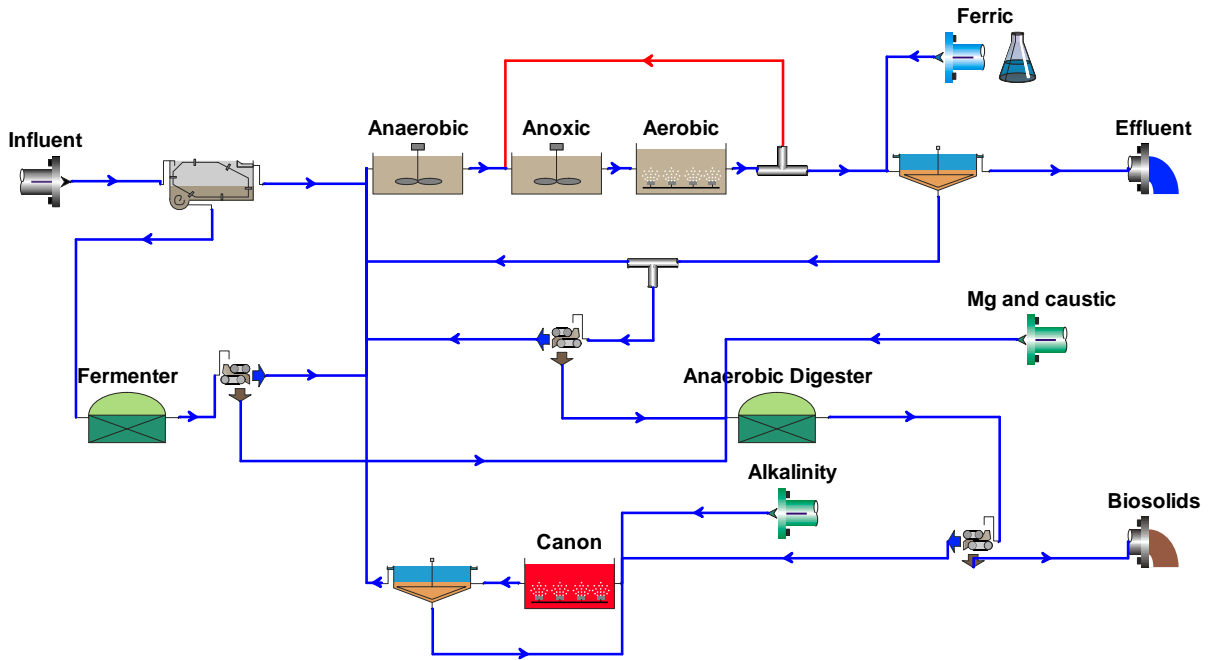 Ferric
Influent
Anaerobic
Anoxic
Aerobic
Effluent
Mg and caustic
Fermenter
Anaerobic Digester
Alkalinity
Biosolids
Canon